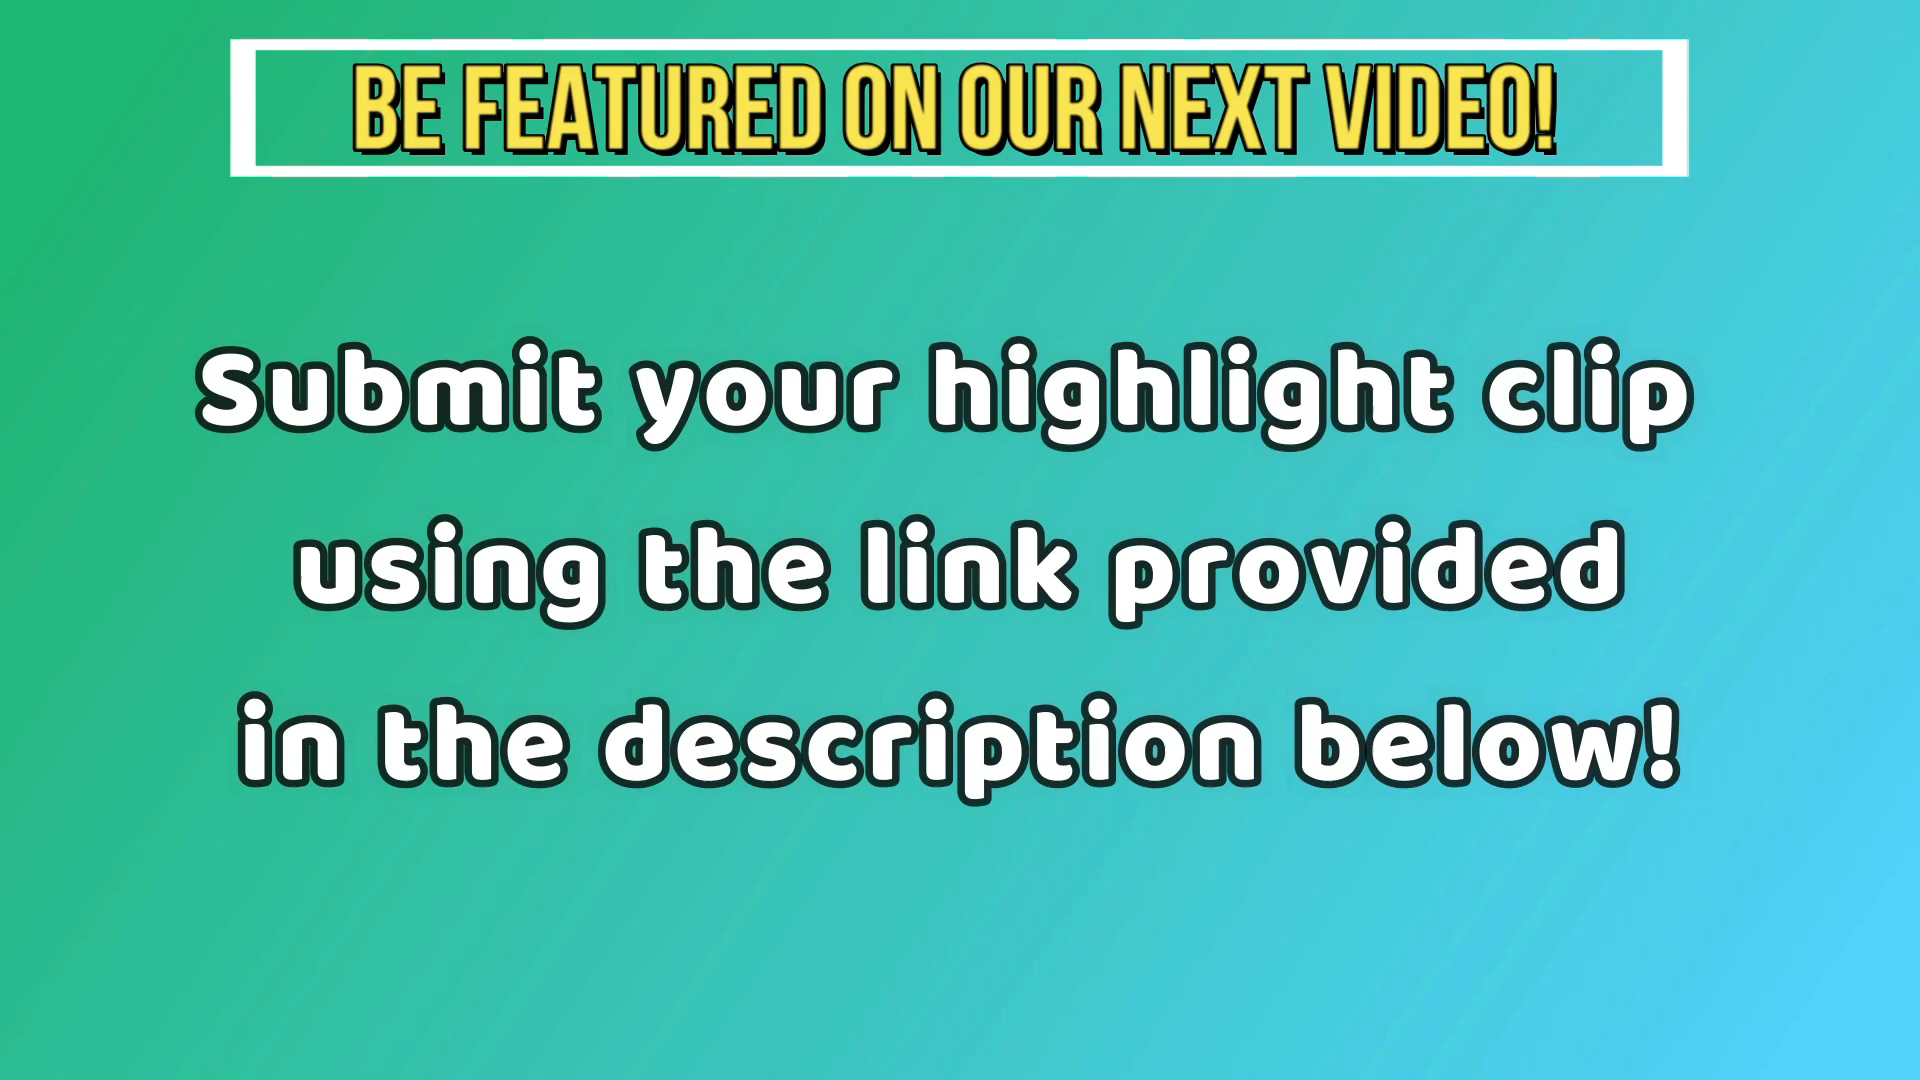 BE FEATURED ON OUR NEXT VIDEO!
Submit your highlight clip
using the link provided
in the description below!